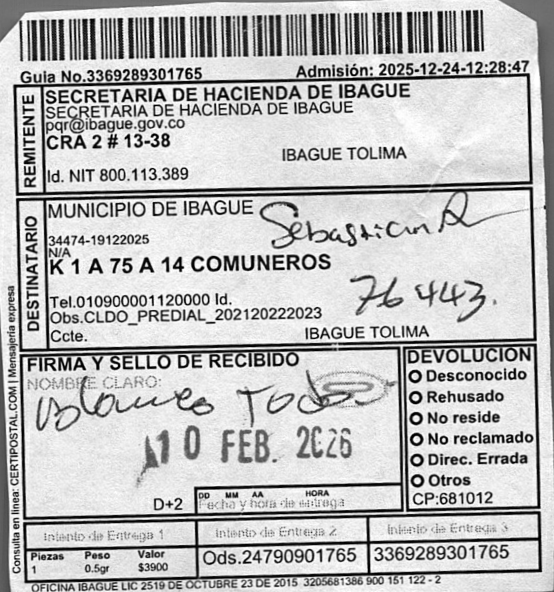 Guia No.3369289301765 Admisión: 2025-12-24-12:28:47
REMITENTE
SECRETARIA DE HACIENDA DE IBAGUE
SECRETARIA DE HACIENDA DE IBAGUE
pqr@ibague.gov.co
CRA 2 # 13-38
IBAGUE TOLIMA
Id. NIT 800.113.389
DESTINATARIO
MUNICIPIO DE IBAGUE
34474-19122025
N/A
K 1 A 75 A 14 COMUNEROS
Tel.010900001120000 Id.
Obs.CLDO_PREDIAL_202120222023
Ccte. IBAGUE TOLIMA
Sebastian R
76443.
FIRMA Y SELLO DE RECIBIDO
NOMBRE CLARO:
10 FEB. 2026
D+2
DD MM AA HORA
Fecha y hora de entrega
DEVOLUCION
Desconocido
Rehusado
No reside
No reclamado
Direc. Errada
Otros
CP:681012
Intento de Entrega 1 Intento de Entrega 2 Intento de Entrega 3
Piezas Peso Valor
1 0.5gr $3900
Ods.24790901765 3369289301765
OFICINA IBAGUE LIC 2519 DE OCTUBRE 23 DE 2015 3205681386 900 151 122 - 2
Consulta en linea: CERTIPOSTAL.COM | Mensajería expresa